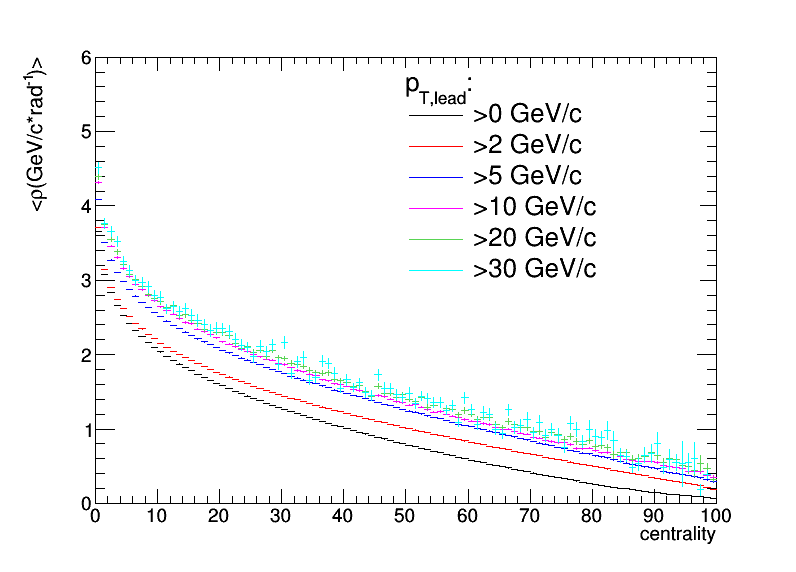 <ρ(GeV/c*rad⁻¹)>
6
5
4
3
2
1
0
p_T,lead:
>0 GeV/c
>2 GeV/c
>5 GeV/c
>10 GeV/c
>20 GeV/c
>30 GeV/c
0 10 20 30 40 50 60 70 80 90 100
centrality